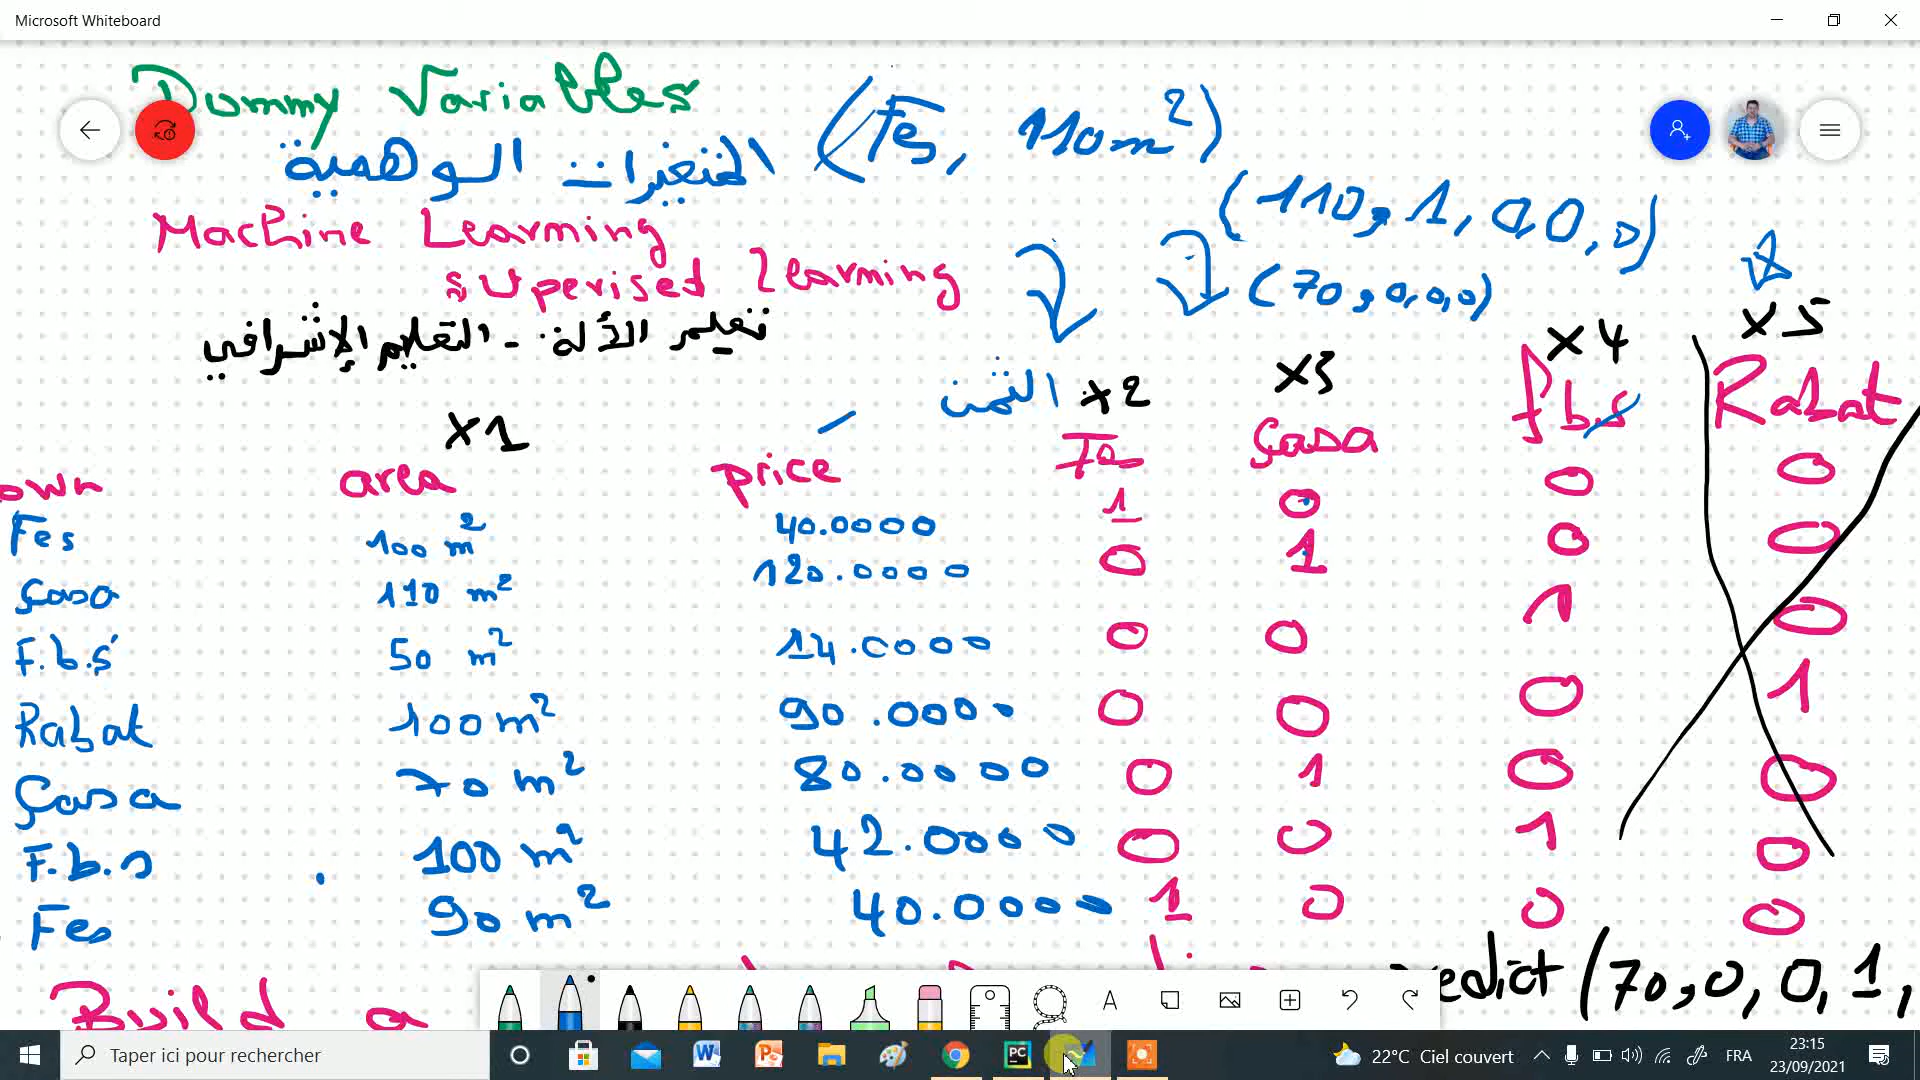 Microsoft Whiteboard
Dummy Variables
(Fes, 110m²)
المتغيرات الوهمية
(110, 1, 0, 0, 0)
Machine Learning
superised Learning
(70, 0, 0, 0)
تعليم الألة - التعليم الإشرافي
x5
x4
x3
الثمن x2
x1
own area price Fe Casa f b.s Rabat
Fes 100 m² 40.0000 1 0 0 0
Casa 110 m² 120.0000 0 1 0 0
F.b.s 50 m² 14.0000 0 0 1 0
Rabat 100 m² 90.0000 0 0 0 1
Casa 70 m² 80.0000 0 1 0 0
F.b.s 100 m² 42.0000 0 0 1 0
Fes 90 m² 40.0000 1 0 0 0
edict (70, 0, 0, 1,
Build a
Taper ici pour rechercher
22°C Ciel couvert
FRA
23:15
23/09/2021